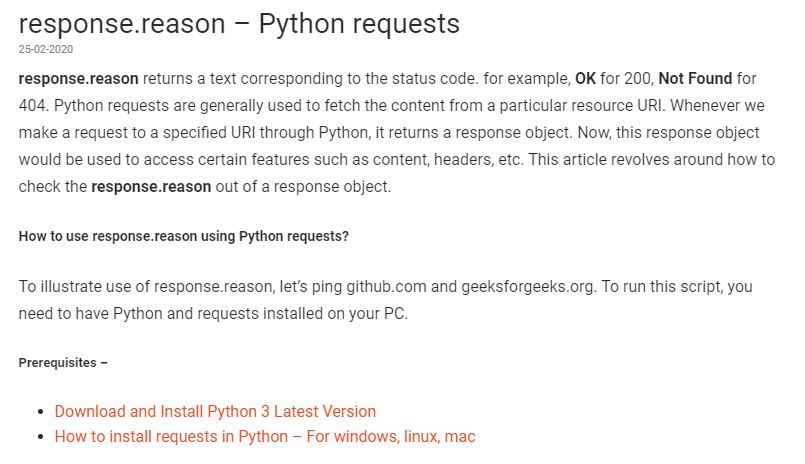 response.reason – Python requests
25-02-2020
response.reason returns a text corresponding to the status code. for example, OK for 200, Not Found for
404. Python requests are generally used to fetch the content from a particular resource URI. Whenever we
make a request to a specified URI through Python, it returns a response object. Now, this response object
would be used to access certain features such as content, headers, etc. This article revolves around how to
check the response.reason out of a response object.
How to use response.reason using Python requests?
To illustrate use of response.reason, let’s ping github.com and geeksforgeeks.org. To run this script, you
need to have Python and requests installed on your PC.
Prerequisites –
• Download and Install Python 3 Latest Version
• How to install requests in Python – For windows, linux, mac